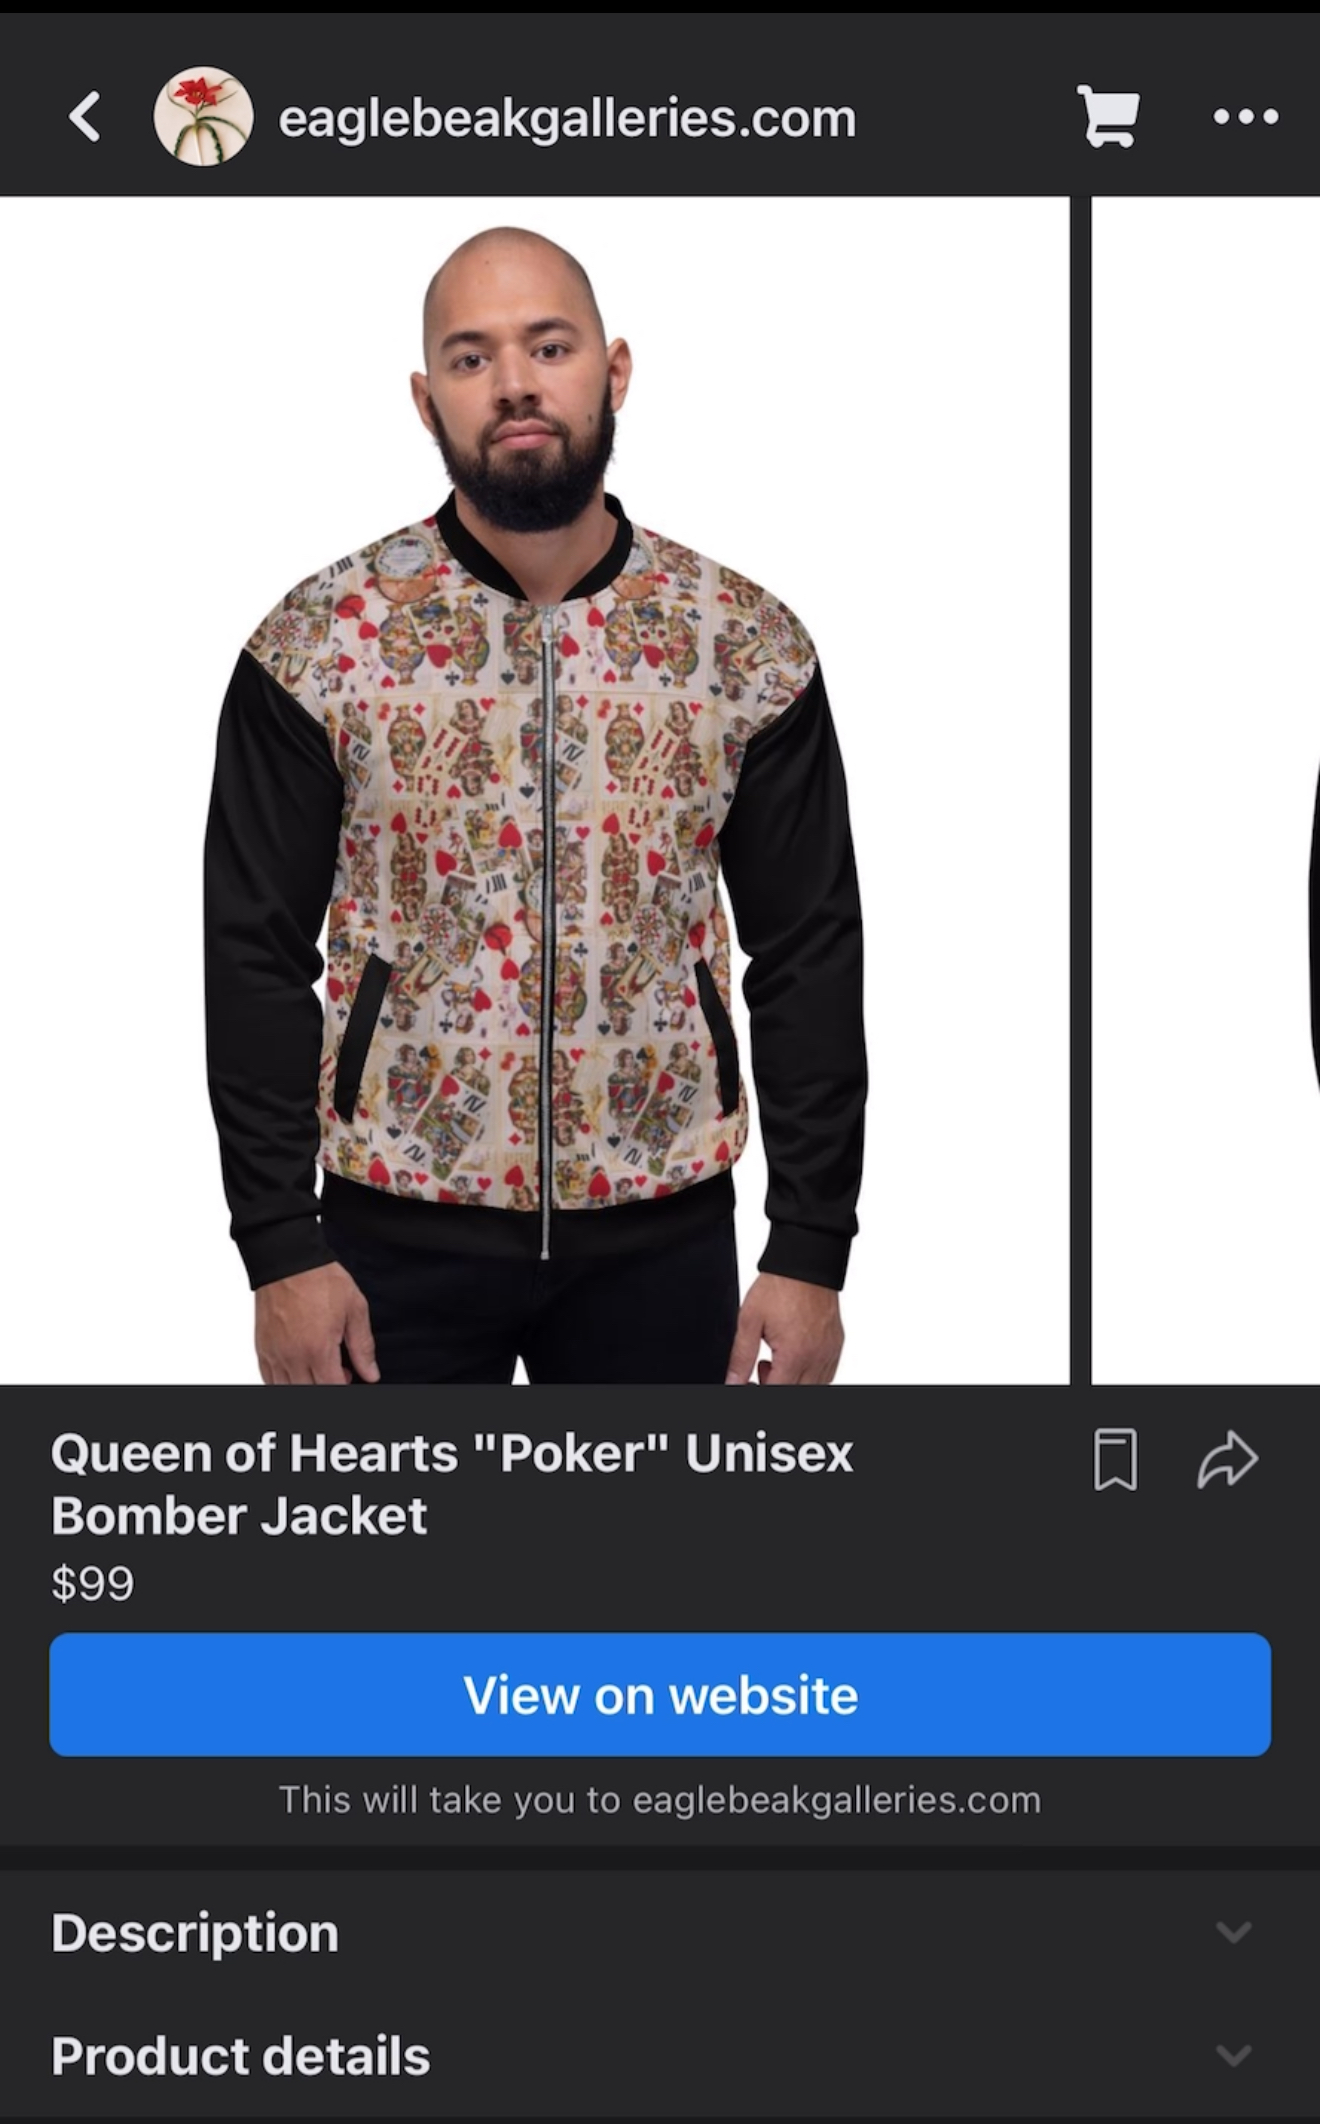 eaglebeakgalleries.com
Queen of Hearts "Poker" Unisex
Bomber Jacket
$99
View on website
This will take you to eaglebeakgalleries.com
Description
Product details